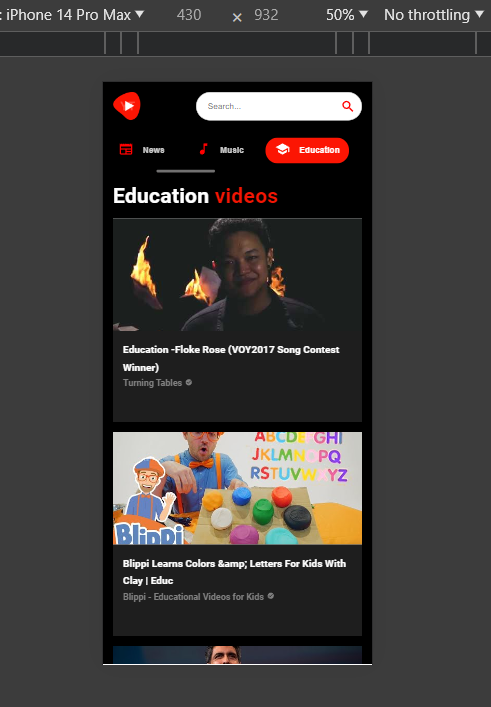 : iPhone 14 Pro Max ▼ 430 × 932 50% ▼ No throttling ▼
Search...
News Music Education
Education videos
Education -Floke Rose (VOY2017 Song Contest
Winner)
Turning Tables
ABCDEFGHI
JKLMNOPQ
RSTUVWXYZ
Blippi
Blippi Learns Colors &amp; Letters For Kids With
Clay | Educ
Blippi - Educational Videos for Kids